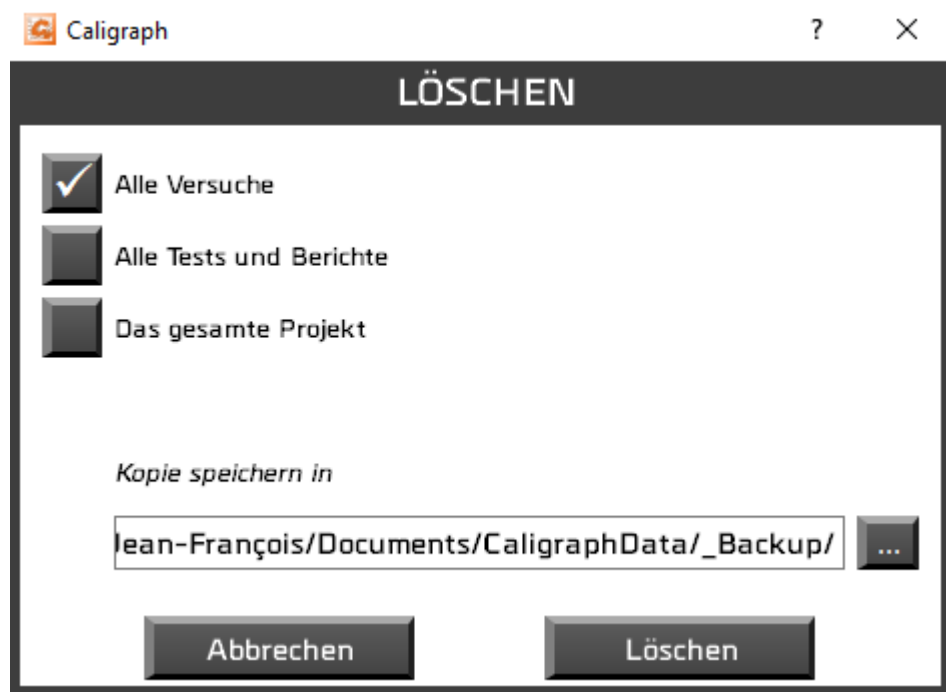 Caligraph
?
LÖSCHEN
Alle Versuche
Alle Tests und Berichte
Das gesamte Projekt
Kopie speichern in
Jean-François/Documents/CaligraphData/_Backup/
...
Abbrechen Löschen